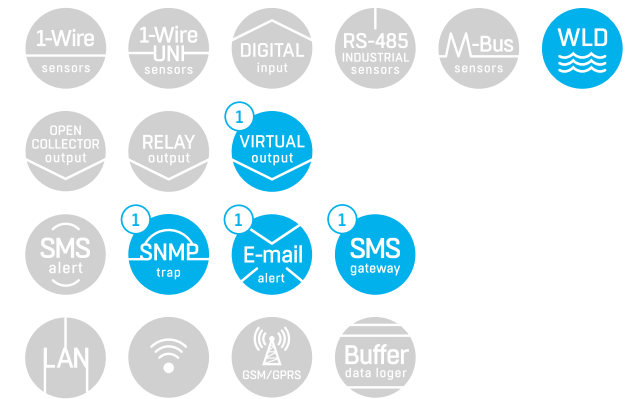 1-Wire
sensors
1-Wire
UNI
sensors
DIGITAL
input
RS-485
INDUSTRIAL
sensors
M-Bus
sensors
WLD
OPEN
COLLECTOR
output
RELAY
output
1
VIRTUAL
output
SMS
alert
1
SNMP
trap
1
E-mail
alert
1
SMS
gateway
LAN
GSM/GPRS
Buffer
data loger